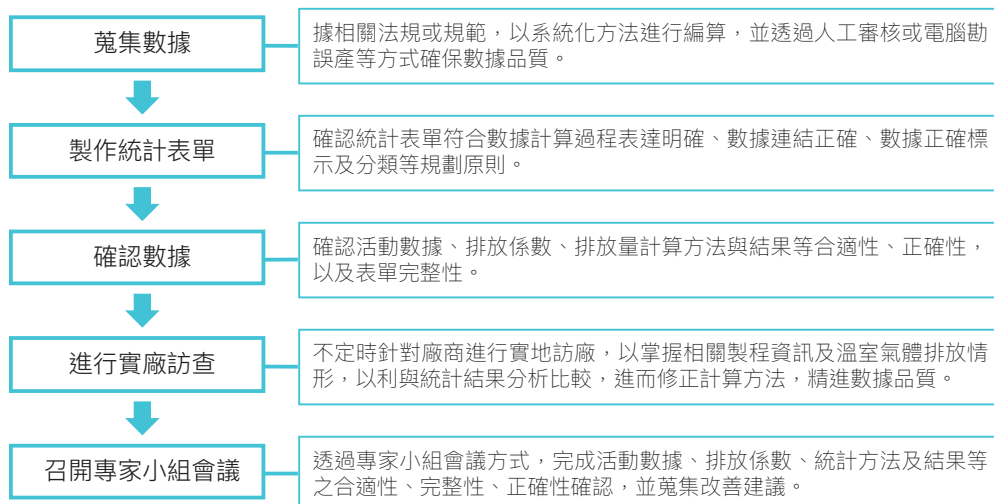 蒐集數據
據相關法規或規範，以系統化方法進行編算，並透過人工審核或電腦勘
誤產等方式確保數據品質。
製作統計表單
確認統計表單符合數據計算過程表達明確、數據連結正確、數據正確標
示及分類等規劃原則。
確認數據
確認活動數據、排放係數、排放量計算方法與結果等合適性、正確性，
以及表單完整性。
進行實廠訪查
不定時針對廠商進行實地訪廠，以掌握相關製程資訊及溫室氣體排放情
形，以利與統計結果分析比較，進而修正計算方法，精進數據品質。
召開專家小組會議
透過專家小組會議方式，完成活動數據、排放係數、統計方法及結果等
之合適性、完整性、正確性確認，並蒐集改善建議。